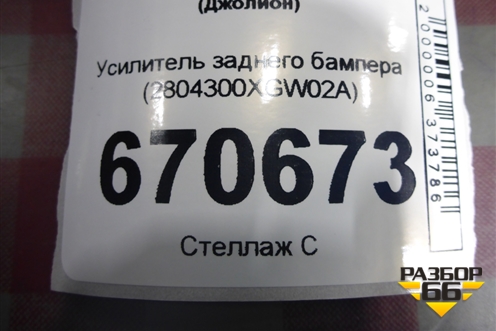 (Джолион)
Усилитель заднего бампера
(2804300XGW02A)
670673
Стеллаж С
2000006373786
РАЗБОР
66